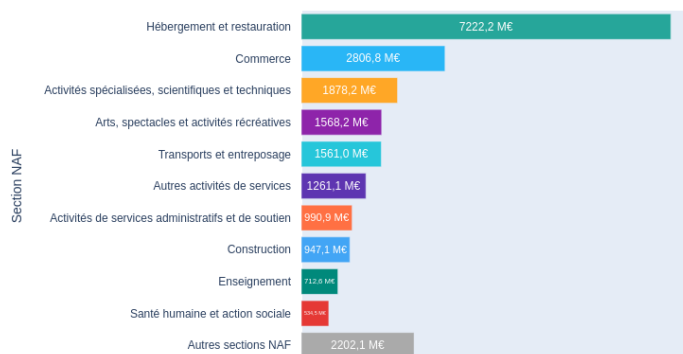 Section NAF
Hébergement et restauration 7222,2 M€
Commerce 2806,8 M€
Activités spécialisées, scientifiques et techniques 1878,2 M€
Arts, spectacles et activités récréatives 1568,2 M€
Transports et entreposage 1561,0 M€
Autres activités de services 1261,1 M€
Activités de services administratifs et de soutien 990,9 M€
Construction 947,1 M€
Enseignement 712,6 M€
Santé humaine et action sociale 534,5 M€
Autres sections NAF 2202,1 M€